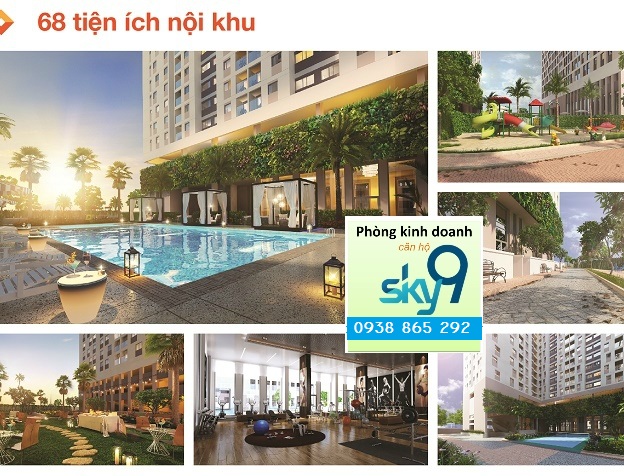 68 tiện ích nội khu
Phòng kinh doanh
căn hộ
sky9
0938 865 292